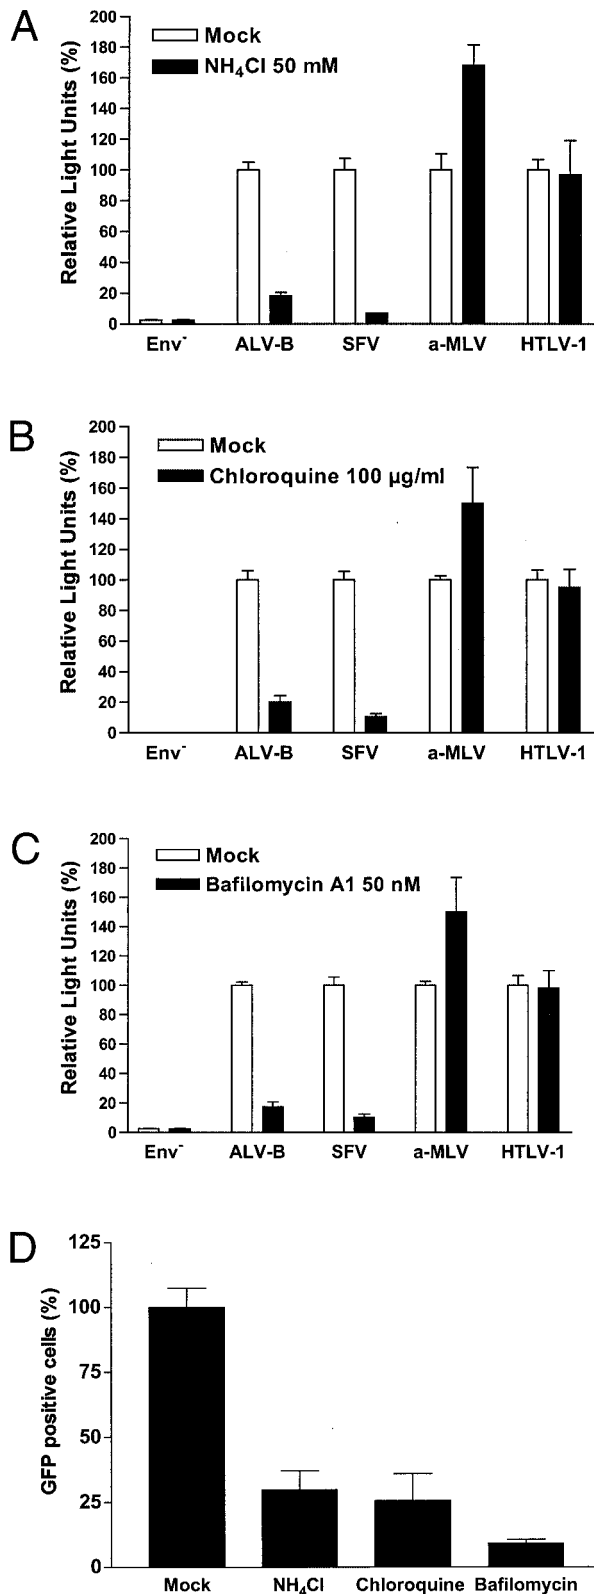 A
Relative Light Units (%)
200
180
160
140
120
100
80
60
40
20
0
Mock
NH₄Cl 50 mM
Env⁻ ALV-B SFV a-MLV HTLV-1
B
Relative Light Units (%)
200
180
160
140
120
100
80
60
40
20
0
Mock
Chloroquine 100 µg/ml
Env⁻ ALV-B SFV a-MLV HTLV-1
C
Relative Light Units (%)
200
180
160
140
120
100
80
60
40
20
0
Mock
Bafilomycin A1 50 nM
Env⁻ ALV-B SFV a-MLV HTLV-1
D
GFP positive cells (%)
125
100
75
50
25
0
Mock NH₄Cl Chloroquine Bafilomycin